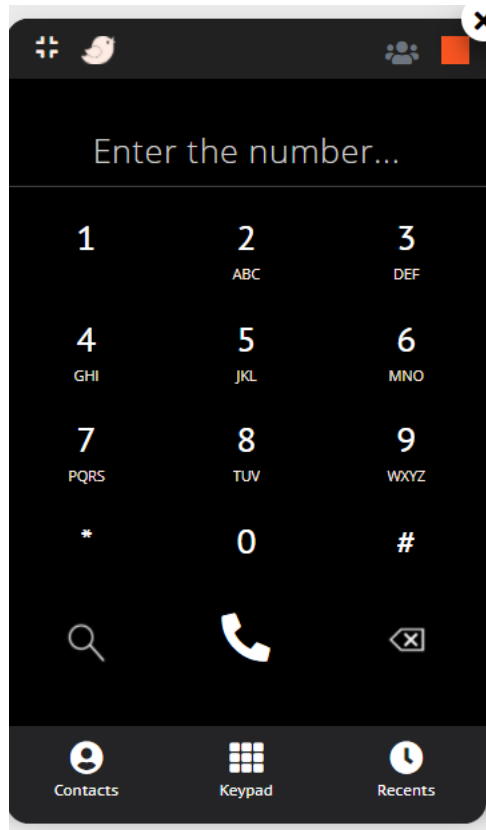 Enter the number...
1 2 3
ABC DEF
4 5 6
GHI JKL MNO
7 8 9
PQRS TUV WXYZ
* 0 #
Contacts Keypad Recents